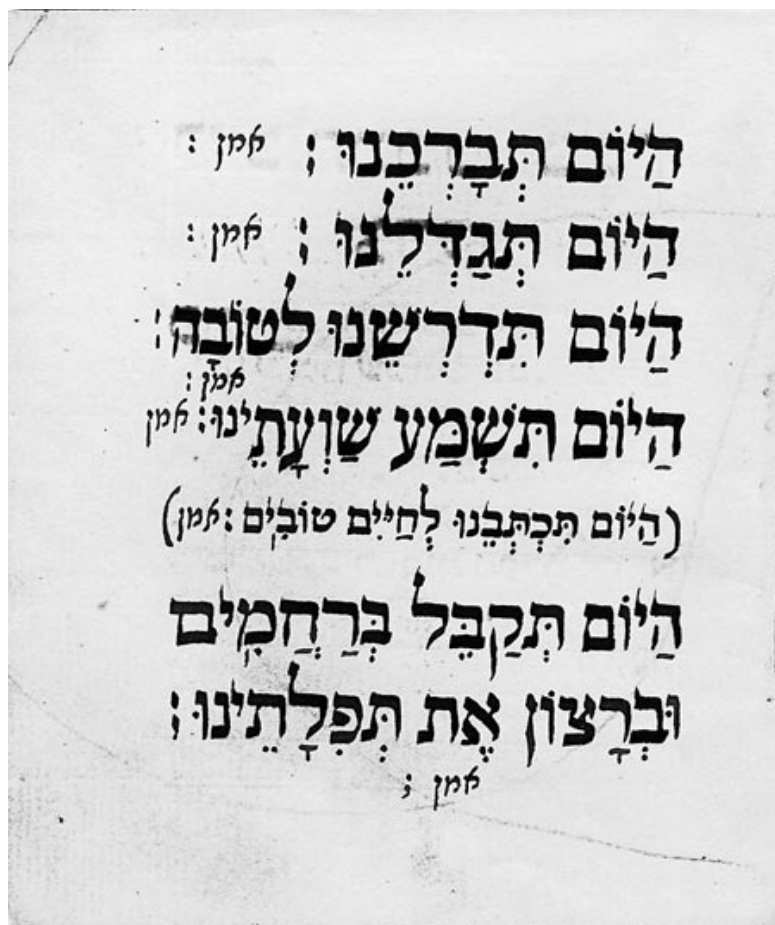 הַיּוֹם תְּבָרְכֵנוּ: אמן:
הַיּוֹם תְּגַדְּלֵנוּ: אמן:
הַיּוֹם תִּדְרְשֵׁנוּ לְטוֹבָה:
אמן:
הַיּוֹם תִּשְׁמַע שַׁוְעָתֵינוּ: אמן
(הַיּוֹם תִּכְתְּבֵנוּ לְחַיִּים טוֹבִים: אמן)
הַיּוֹם תְּקַבֵּל בְּרַחֲמִים
וּבְרָצוֹן אֶת תְּפִלָתֵינוּ:
אמן: